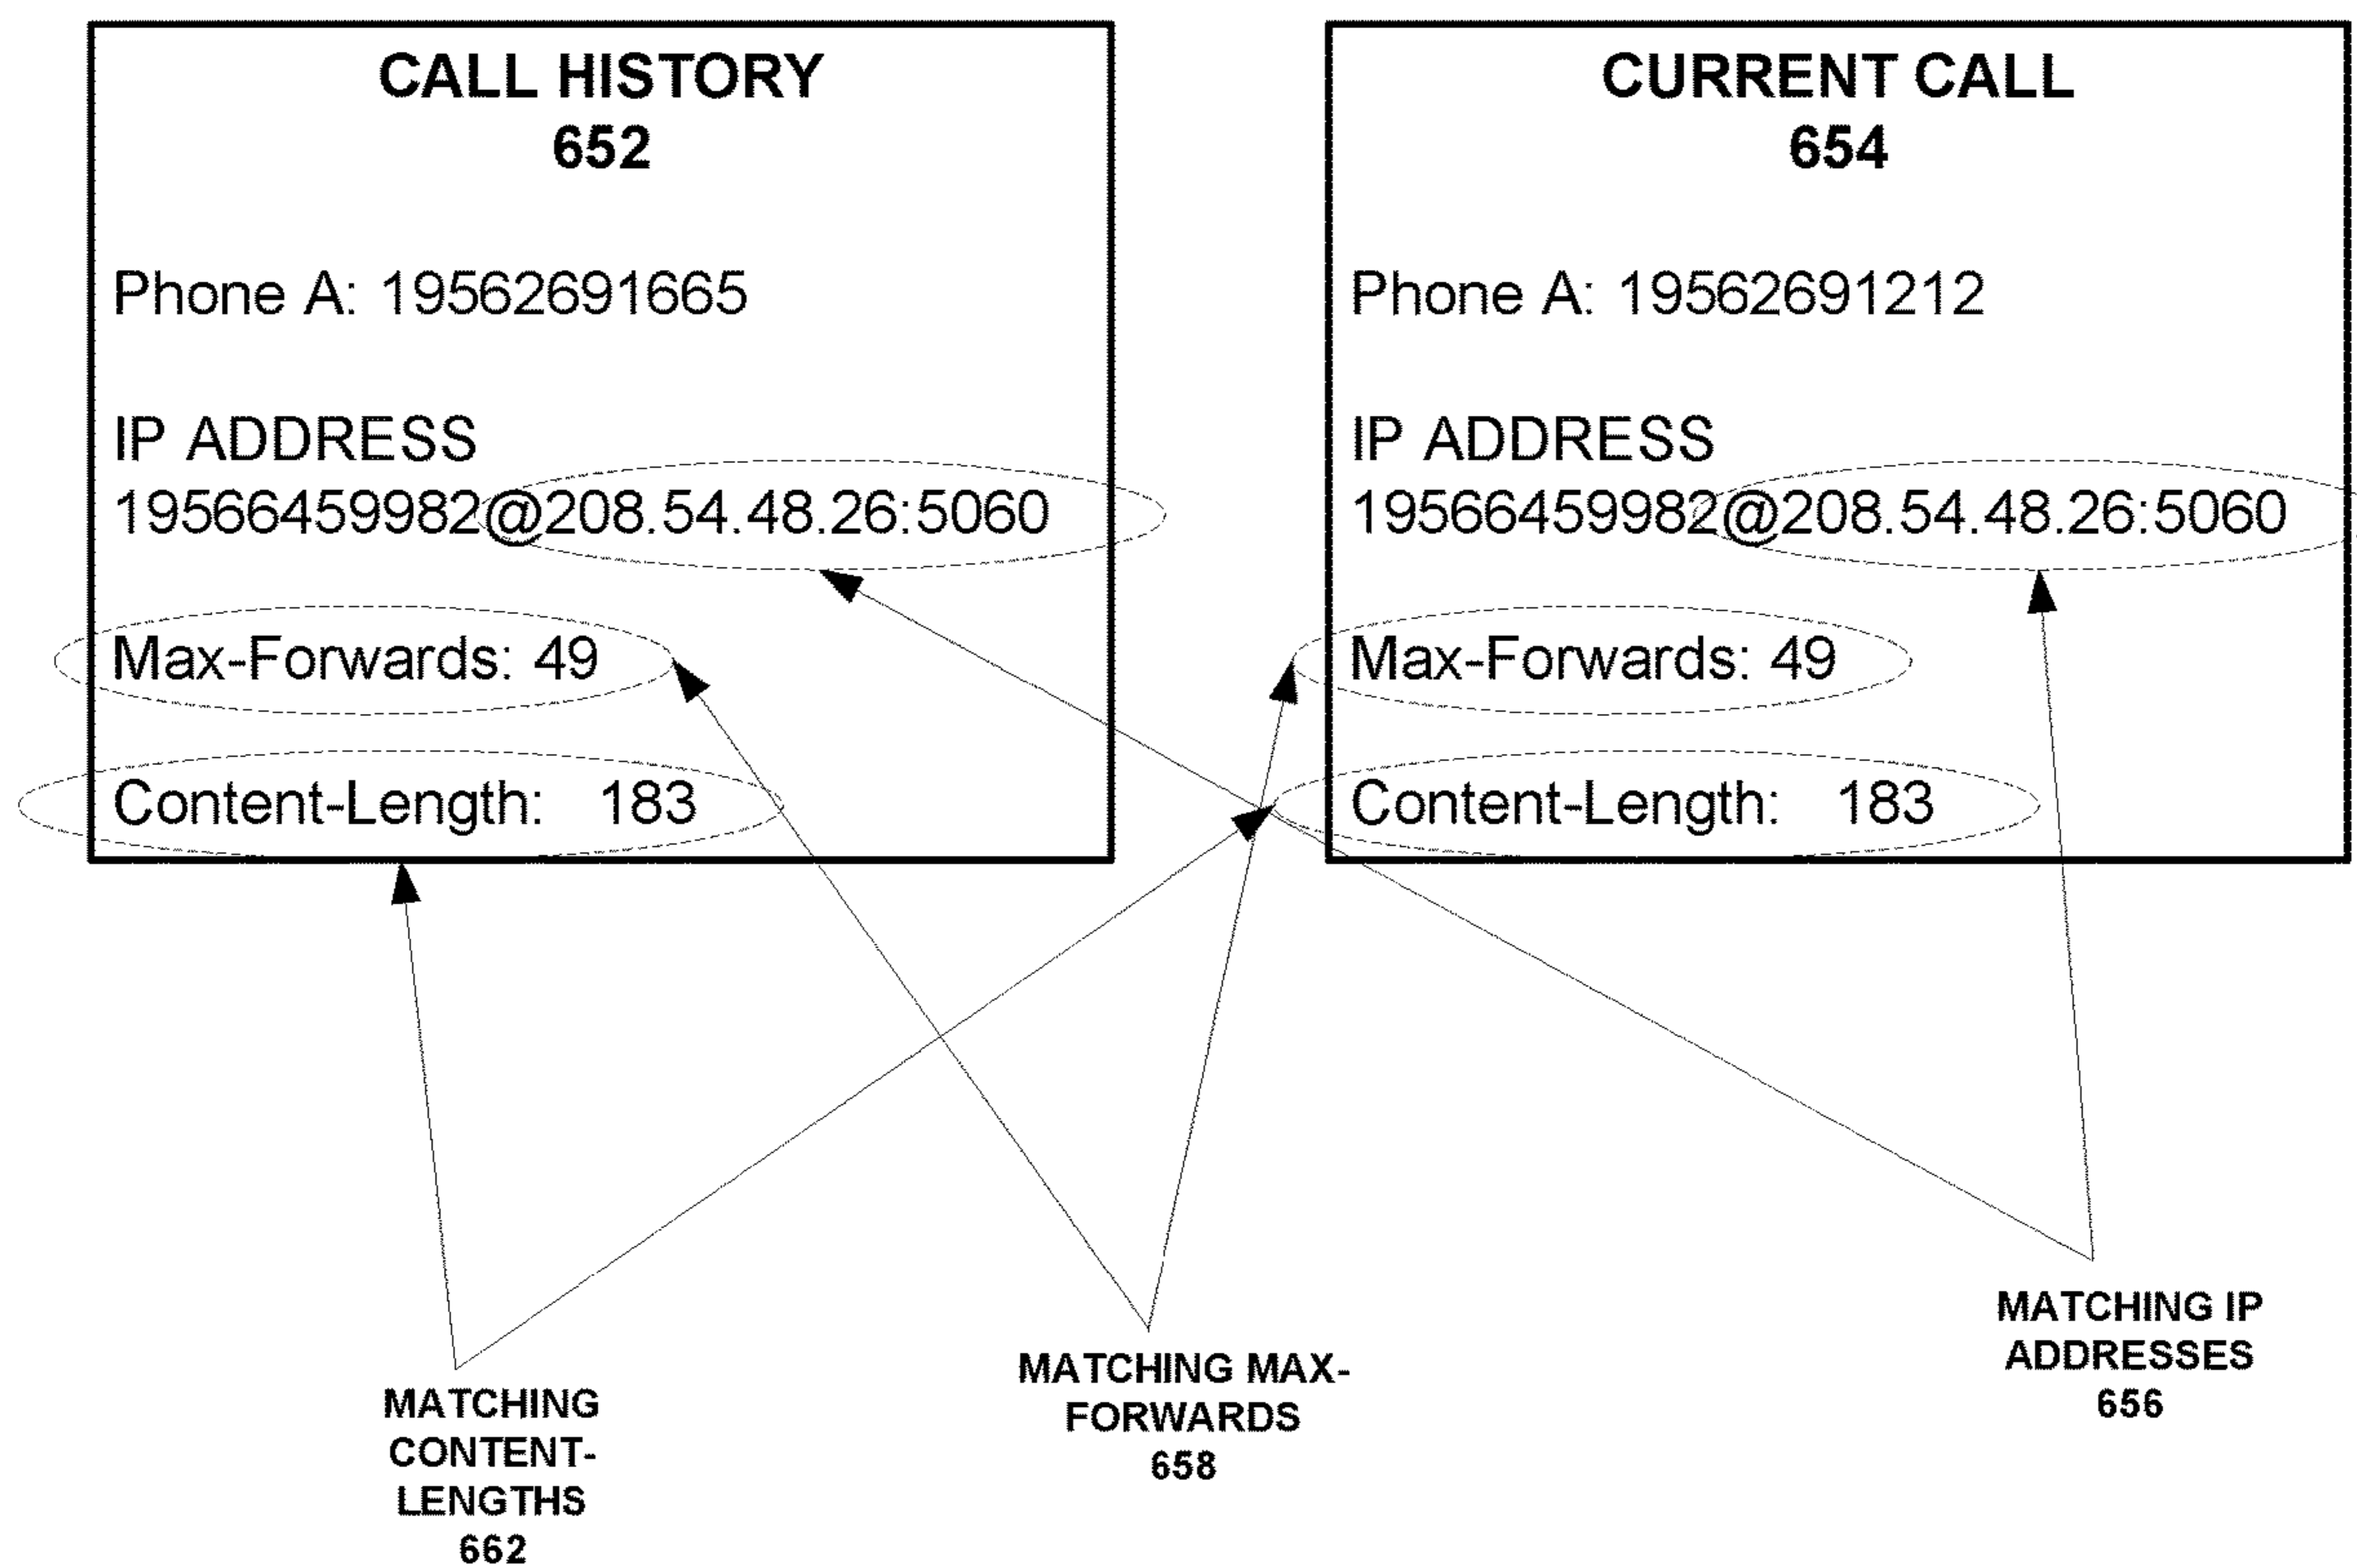 CALL HISTORY
652
Phone A: 19562691665
IP ADDRESS
19566459982@208.54.48.26:5060
Max-Forwards: 49
Content-Length: 183
CURRENT CALL
654
Phone A: 19562691212
IP ADDRESS
19566459982@208.54.48.26:5060
Max-Forwards: 49
Content-Length: 183
MATCHING
CONTENT-
LENGTHS
662
MATCHING MAX-
FORWARDS
658
MATCHING IP
ADDRESSES
656